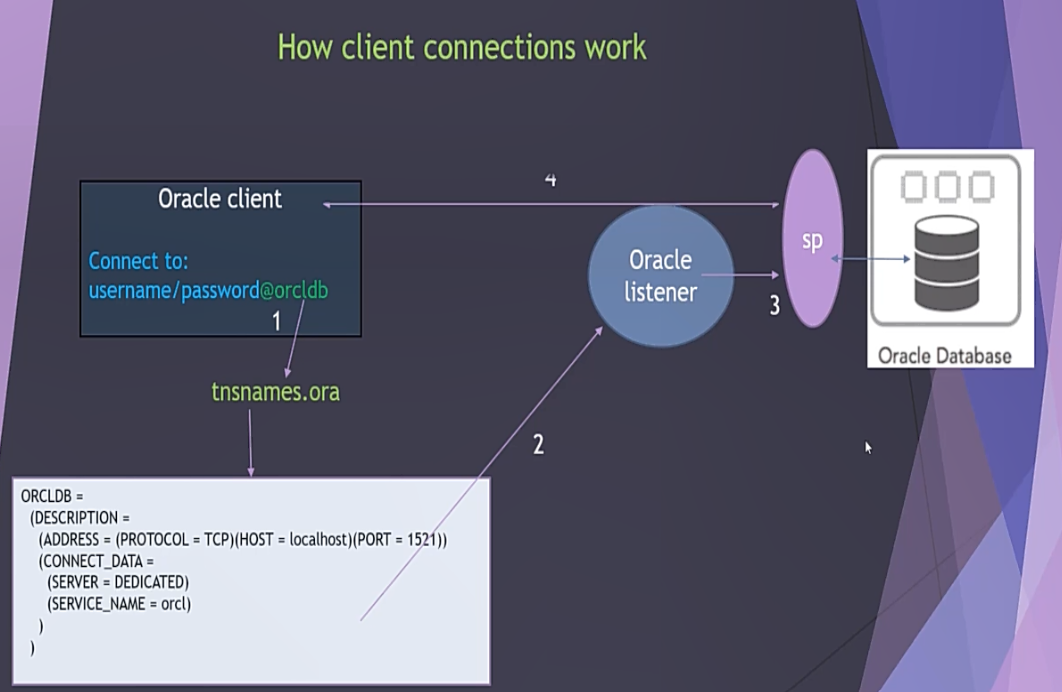 How client connections work
4
Oracle client
Connect to:
username/password@orcldb
1
tnsnames.ora
Oracle
listener
sp
3
2
Oracle Database
ORCLDB =
(DESCRIPTION =
(ADDRESS = (PROTOCOL = TCP)(HOST = localhost)(PORT = 1521))
(CONNECT_DATA =
(SERVER = DEDICATED)
(SERVICE_NAME = orcl)
)
)